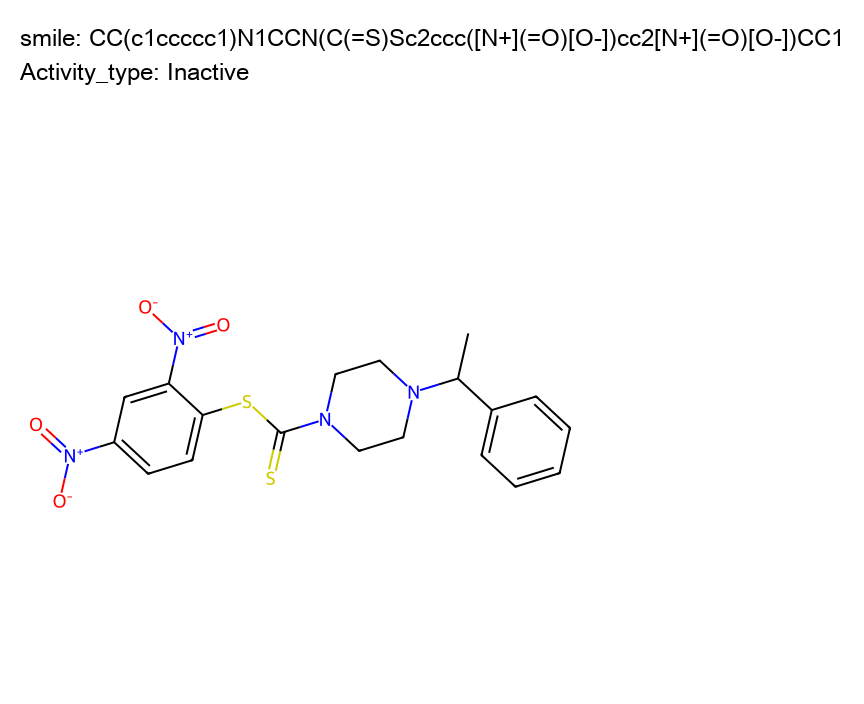 smile: CC(c1ccccc1)N1CCN(C(=S)Sc2ccc([N+](=O)[O-])cc2[N+](=O)[O-])CC1
Activity_type: Inactive
O⁻
N⁺ O
S
N
N
O
N⁺
S
O⁻